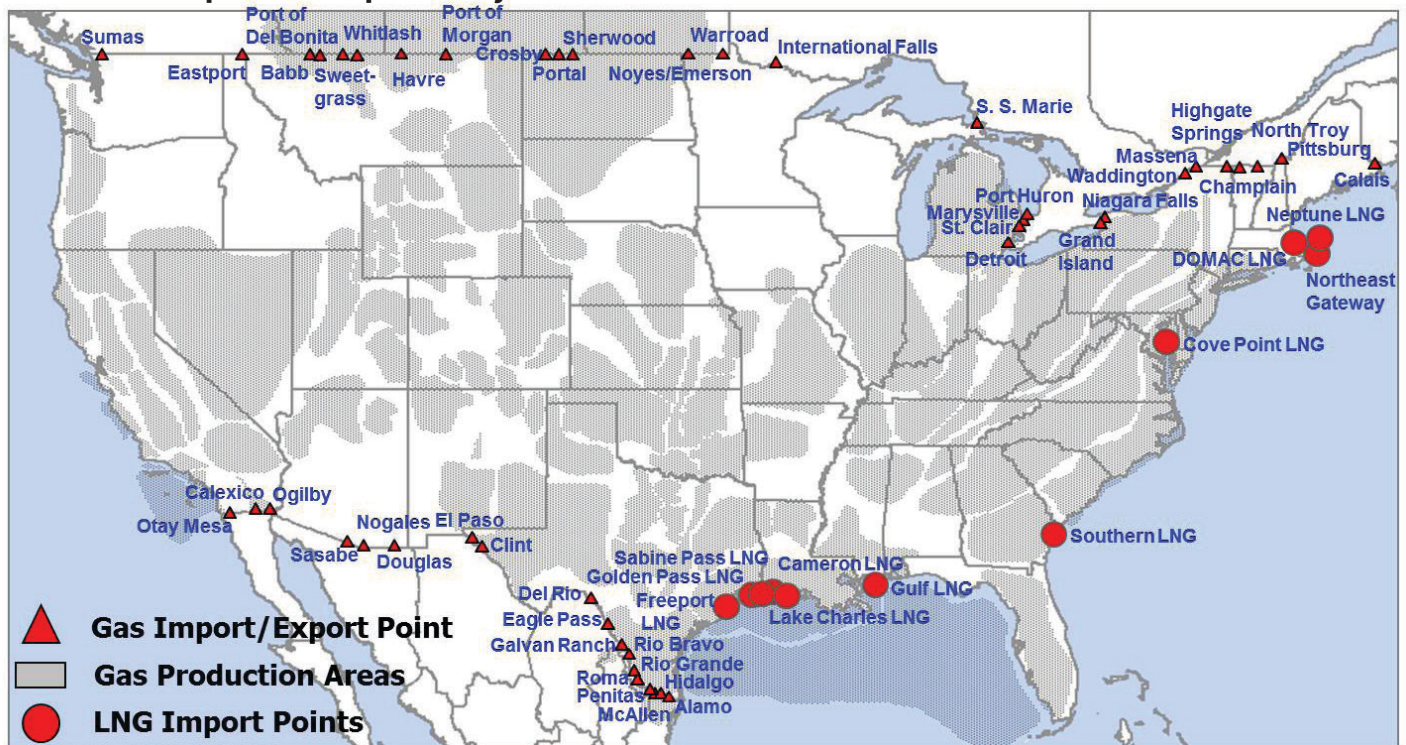 Sumas
Port of
Del Bonita
Whitlash
Port of
Morgan
Crosby
Sherwood
Warroad
International Falls
Eastport
Babb
Sweet-
grass
Havre
Portal
Noyes/Emerson
S. S. Marie
Highgate
Springs
North Troy
Massena
Pittsburg
Waddington
Champlain
Calais
Port Huron
Niagara Falls
Marysville
St. Clair
Neptune LNG
Detroit
Grand
Island
DOMAC LNG
Northeast
Gateway
Cove Point LNG
Calexico
Ogilby
Otay Mesa
Nogales
El Paso
Sasabe
Douglas
Clint
Southern LNG
Sabine Pass LNG
Cameron LNG
Golden Pass LNG
Gulf LNG
Del Rio
Freeport
LNG
Lake Charles LNG
Eagle Pass
Galvan Ranch
Rio Bravo
Rio Grande
Roma
Hidalgo
Penitas
Alamo
McAllen
Gas Import/Export Point
Gas Production Areas
LNG Import Points